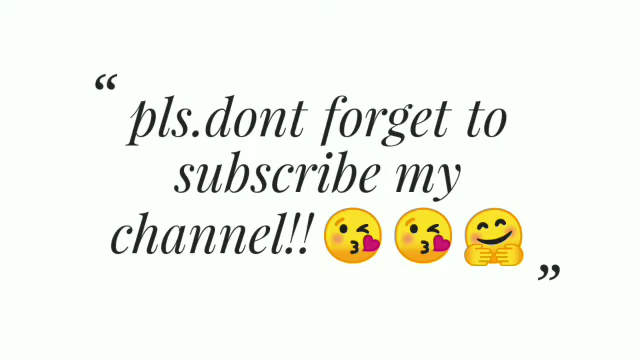 “ pls.dont forget to
subscribe my
channel!! 😘 😘 🤗 ”